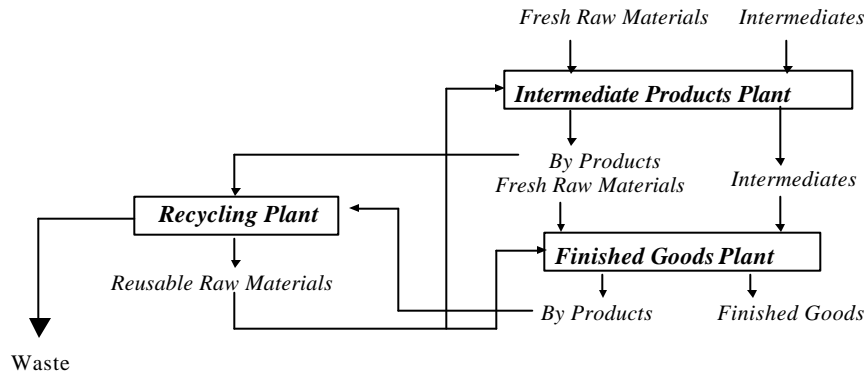 Fresh Raw Materials
Intermediates
Intermediate Products Plant
By Products
Fresh Raw Materials
Intermediates
Recycling Plant
Finished Goods Plant
Reusable Raw Materials
By Products
Finished Goods
Waste